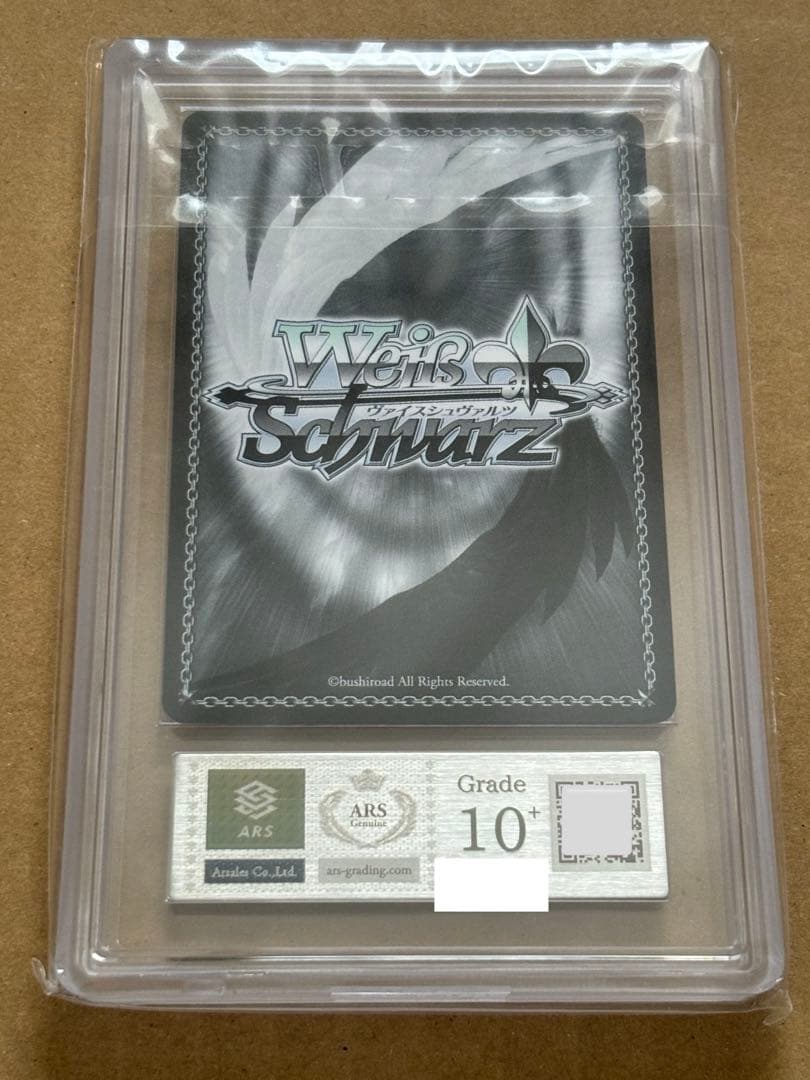 Weiß
ヴァイスシュヴァルツ
Schwarz
©bushiroad All Rights Reserved.
ARS
Arsales Co.,Ltd.
ARS
Genuine
ars-grading.com
Grade
10+